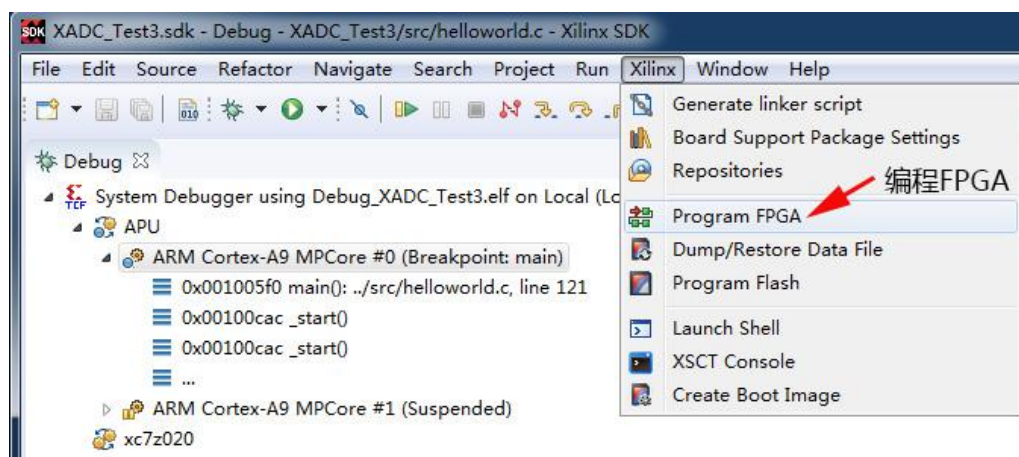 SDK XADC_Test3.sdk - Debug - XADC_Test3/src/helloworld.c - Xilinx SDK
File Edit Source Refactor Navigate Search Project Run Xilinx Window Help
010
Generate linker script
Board Support Package Settings
Repositories
编程FPGA
Program FPGA
Dump/Restore Data File
Program Flash
Launch Shell
XSCT Console
Create Boot Image
Debug
TCF System Debugger using Debug_XADC_Test3.elf on Local (Lo
APU
ARM Cortex-A9 MPCore #0 (Breakpoint: main)
0x001005f0 main(): ../src/helloworld.c, line 121
0x00100cac _start()
0x00100cac _start()
...
ARM Cortex-A9 MPCore #1 (Suspended)
xc7z020